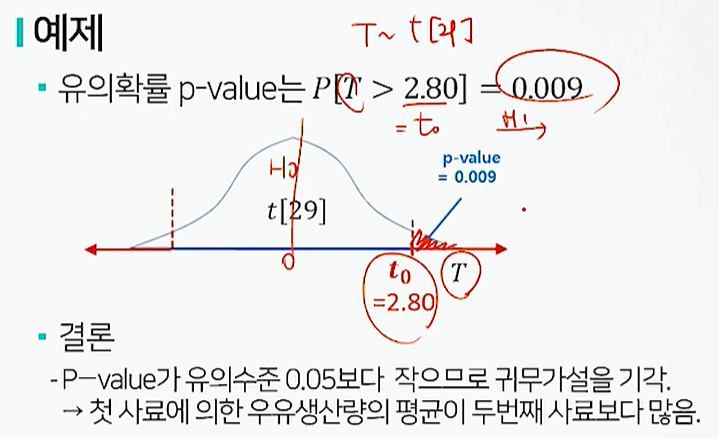 예제
T ~ t [29]
유의확률 p-value는 P[T > 2.80] = 0.009
= t₀
H₁
p-value
= 0.009
H₀
t[29]
0
t₀
=2.80
T
결론
-P-value가 유의수준 0.05보다 작으므로 귀무가설을 기각.
→ 첫 사료에 의한 우유생산량의 평균이 두번째 사료보다 많음.